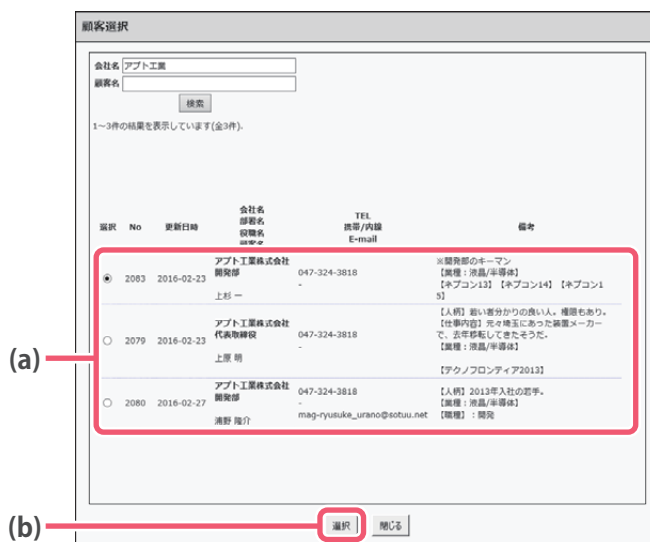 顧客選択
会社名 アプト工業
顧客名
検索
1～3件の結果を表示しています(全3件).
選択 No 更新日時 会社名 部署名 役職名 顧客名 TEL 携帯/内線 E-mail 備考
アプト工業株式会社
開発部
上杉 一
2083 2016-02-23
047-324-3818
-
※開発部のキーマン
【業種：液晶/半導体】
【ネプコン13】【ネプコン14】【ネプコン1
5】
(a)
アプト工業株式会社
代表取締役
上原 明
2079 2016-02-23
047-324-3818
-
【人柄】若い者分かりの良い人。権限もあり。
【仕事内容】元々埼玉にあった装置メーカー
で、去年移転してきたそうだ。
【業種：液晶/半導体】
【テクノフロンティア2013】
アプト工業株式会社
開発部
浦野 隆介
2080 2016-02-27
047-324-3818
-
mag-ryusuke_urano@sotuu.net
【人柄】2013年入社の若手。
【業種：液晶/半導体】
【職種】：開発
(b)
選択 閉じる